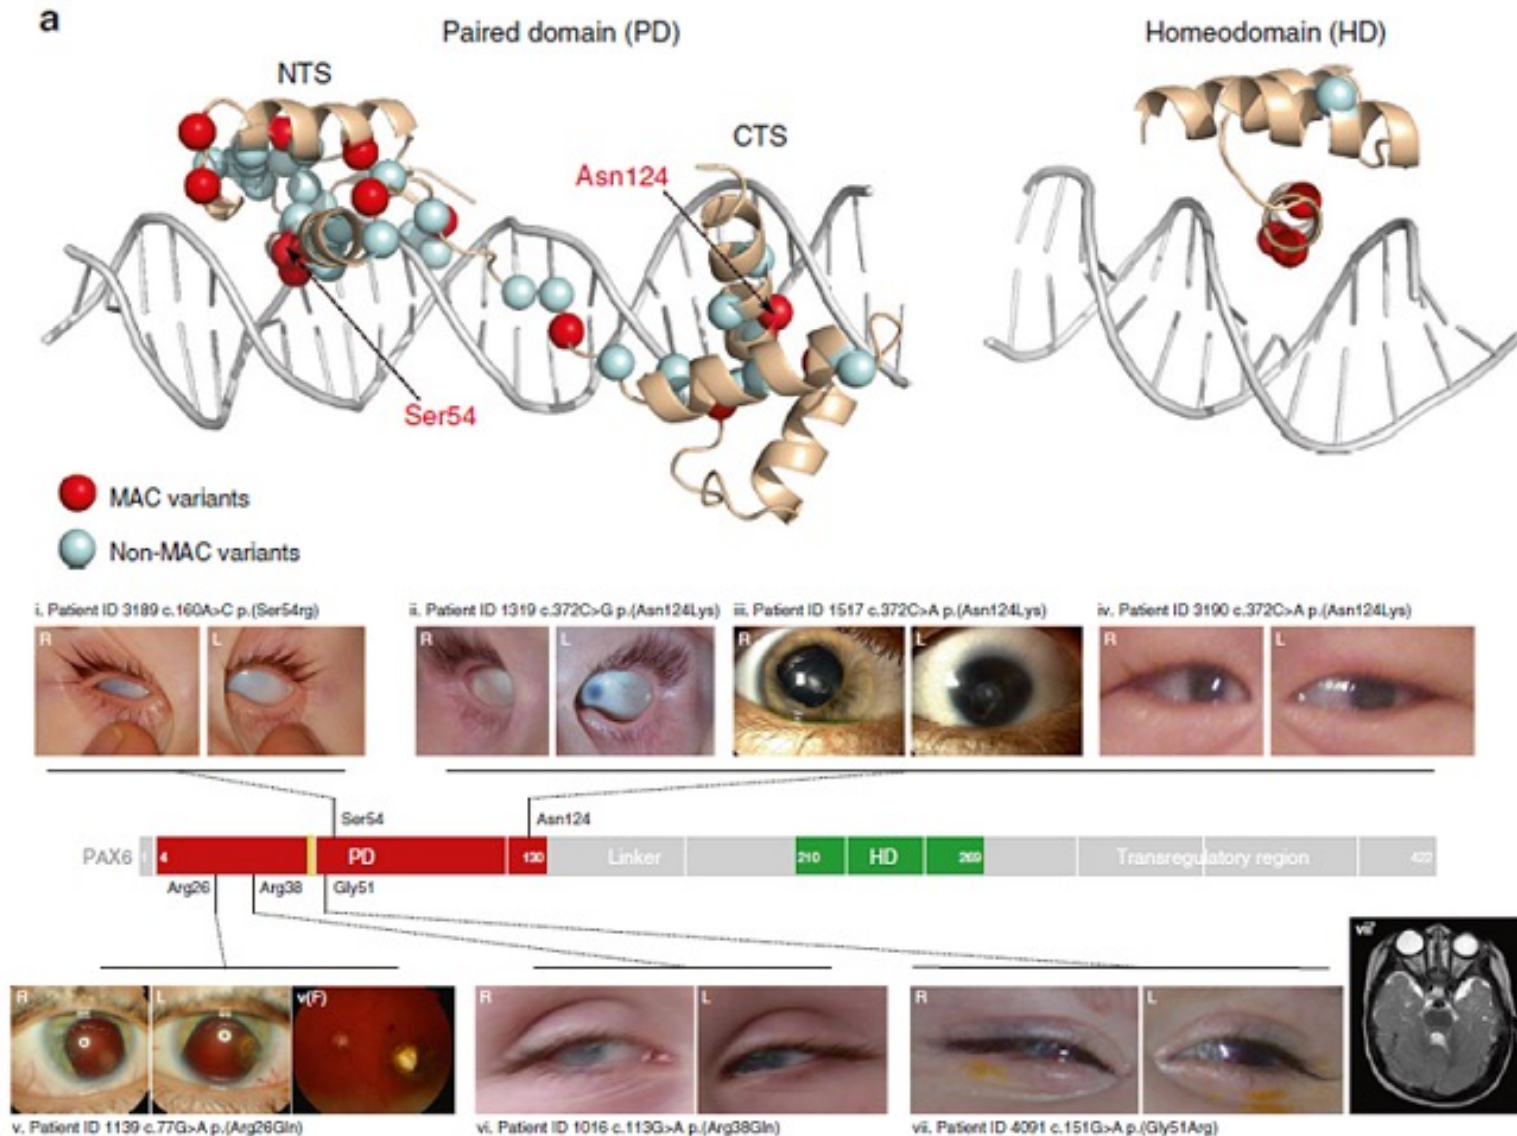 a
Paired domain (PD)
Homeodomain (HD)
NTS
CTS
Asn124
Ser54
MAC variants
Non-MAC variants
i. Patient ID 3189 c.160A>C p.(Ser54rg)
ii. Patient ID 1319 c.372C>G p.(Asn124Lys)
iii. Patient ID 1517 c.372C>A p.(Asn124Lys)
iv. Patient ID 3190 c.372C>A p.(Asn124Lys)
R L
R L
R L
R L
Ser54
Asn124
PAX6
4
PD
130
Linker
210
HD
269
Transregulatory region
422
Arg26
Arg38
Gly51
R L v(F)
R L
R L
v. Patient ID 1139 c.77G>A p.(Arg26Gln)
vi. Patient ID 1016 c.113G>A p.(Arg38Gln)
vii. Patient ID 4091 c.151G>A p.(Gly51Arg)